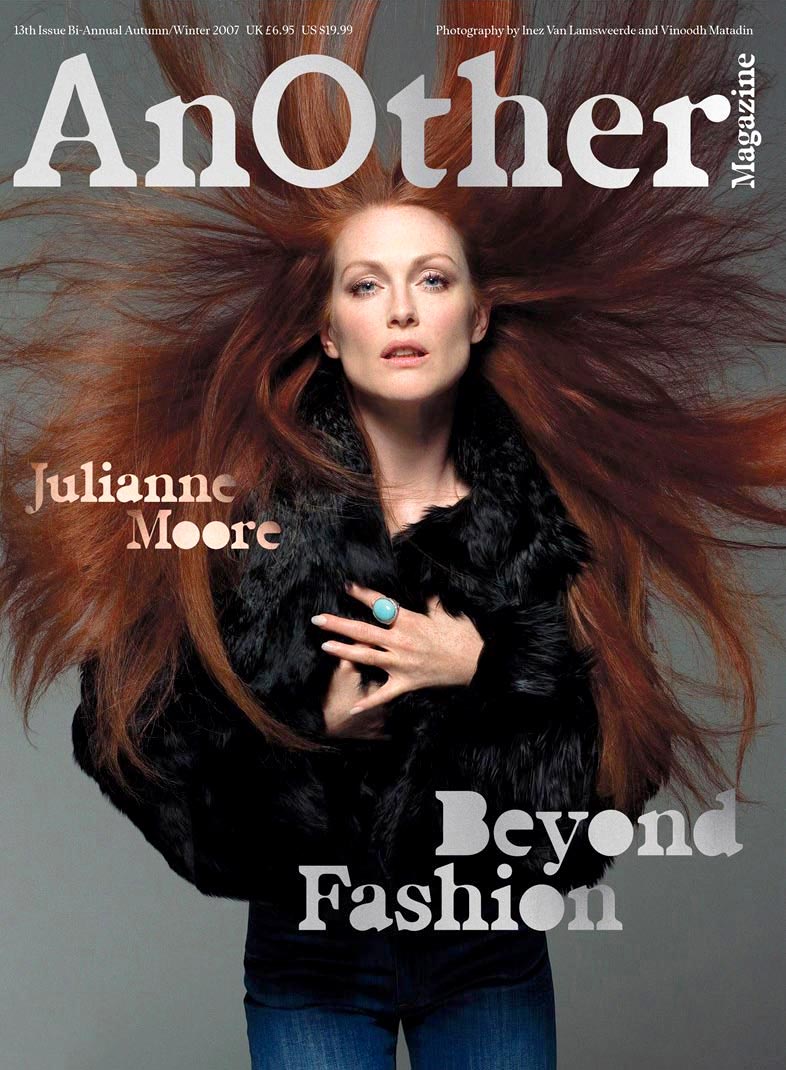 13th Issue Bi-Annual Autumn/Winter 2007 UK £6.95 US $19.99
Photography by Inez Van Lamsweerde and Vinoodh Matadin
AnOther
Magazine
Julianne
Moore
Beyond
Fashion